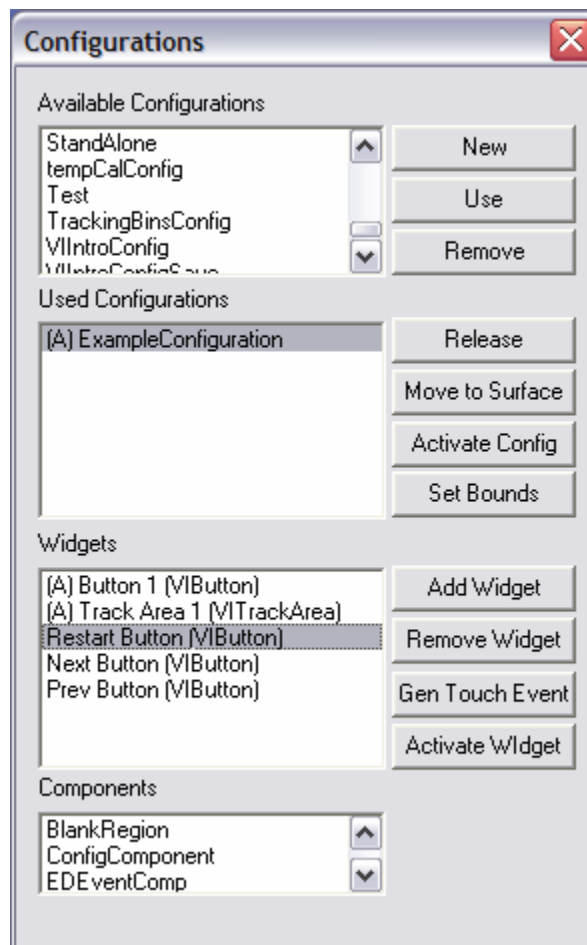 Configurations
Available Configurations
StandAlone
tempCalConfig
Test
TrackingBinsConfig
VIIntroConfig
VIIntroConfigSave
New
Use
Remove
Used Configurations
(A) ExampleConfiguration
Release
Move to Surface
Activate Config
Set Bounds
Widgets
(A) Button 1 (VIButton)
(A) Track Area 1 (VITrackArea)
Restart Button (VIButton)
Next Button (VIButton)
Prev Button (VIButton)
Add Widget
Remove Widget
Gen Touch Event
Activate WIdget
Components
BlankRegion
ConfigComponent
EDEventComp